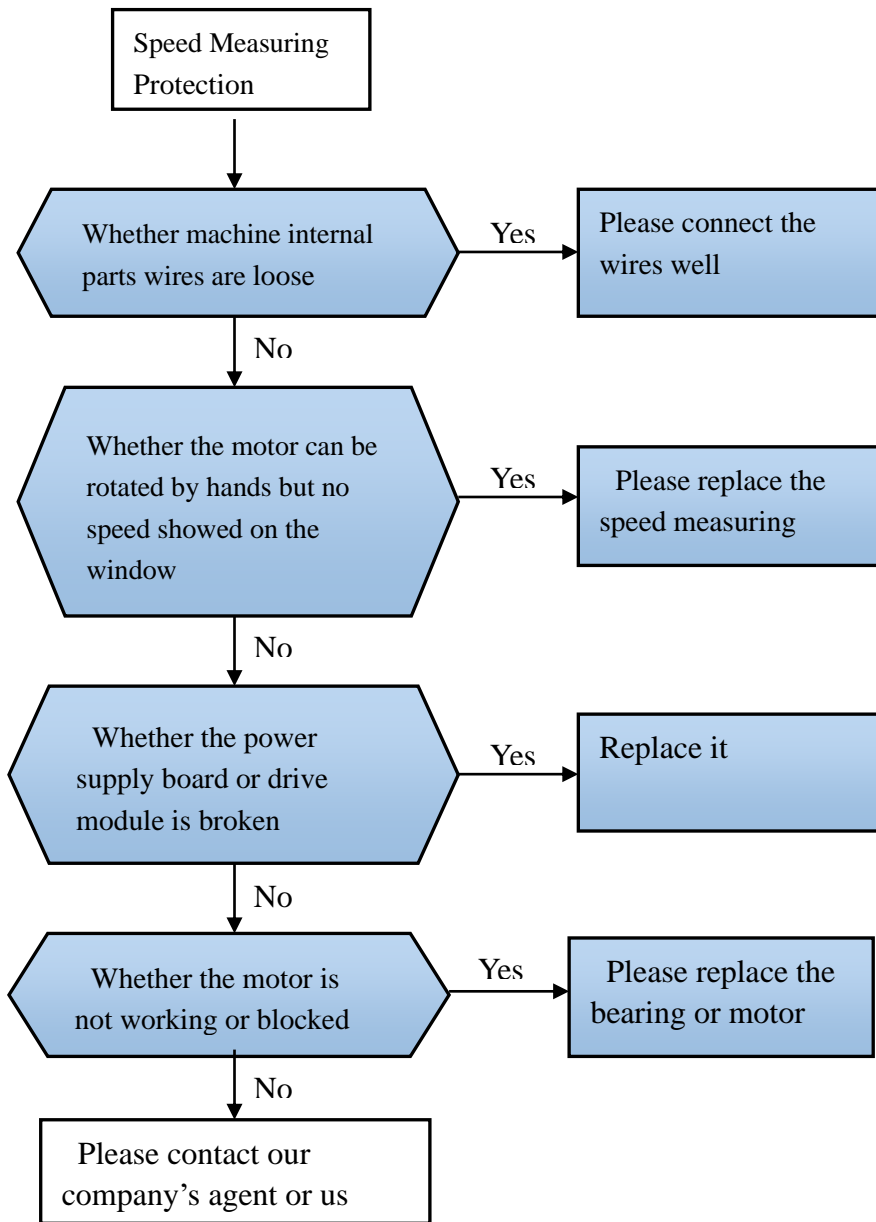 Speed Measuring
Protection
Whether machine internal
parts wires are loose
Yes
Please connect the
wires well
No
Whether the motor can be
rotated by hands but no
speed showed on the
window
Yes
Please replace the
speed measuring
No
Whether the power
supply board or drive
module is broken
Yes
Replace it
No
Whether the motor is
not working or blocked
Yes
Please replace the
bearing or motor
No
Please contact our
company's agent or us